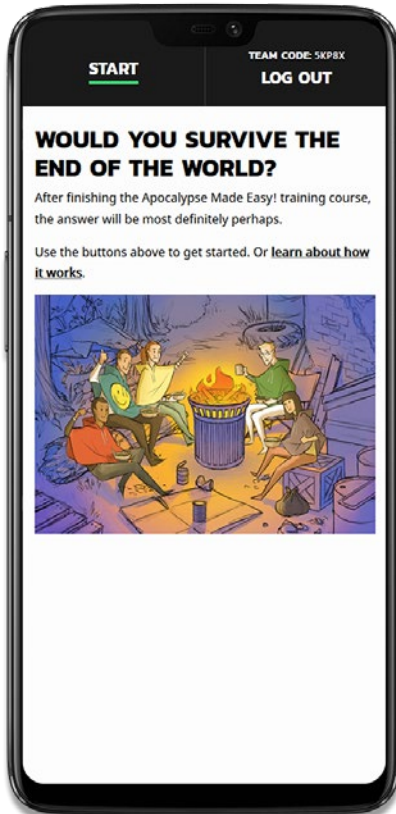 START
TEAM CODE: 5KP8X
LOG OUT
WOULD YOU SURVIVE THE
END OF THE WORLD?
After finishing the Apocalypse Made Easy! training course,
the answer will be most definitely perhaps.
Use the buttons above to get started. Or learn about how
it works.